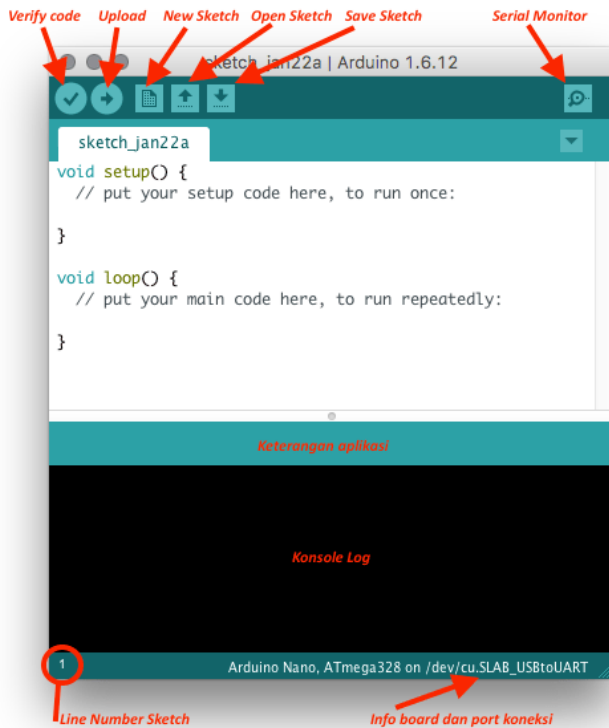 Verify code Upload New Sketch Open Sketch Save Sketch Serial Monitor
sketch_jan22a | Arduino 1.6.12
sketch_jan22a
void setup() {
// put your setup code here, to run once:
}
void loop() {
// put your main code here, to run repeatedly:
}
Keterangan aplikasi
Konsole Log
1
Arduino Nano, ATmega328 on /dev/cu.SLAB_USBtoUART
Line Number Sketch
Info board dan port koneksi